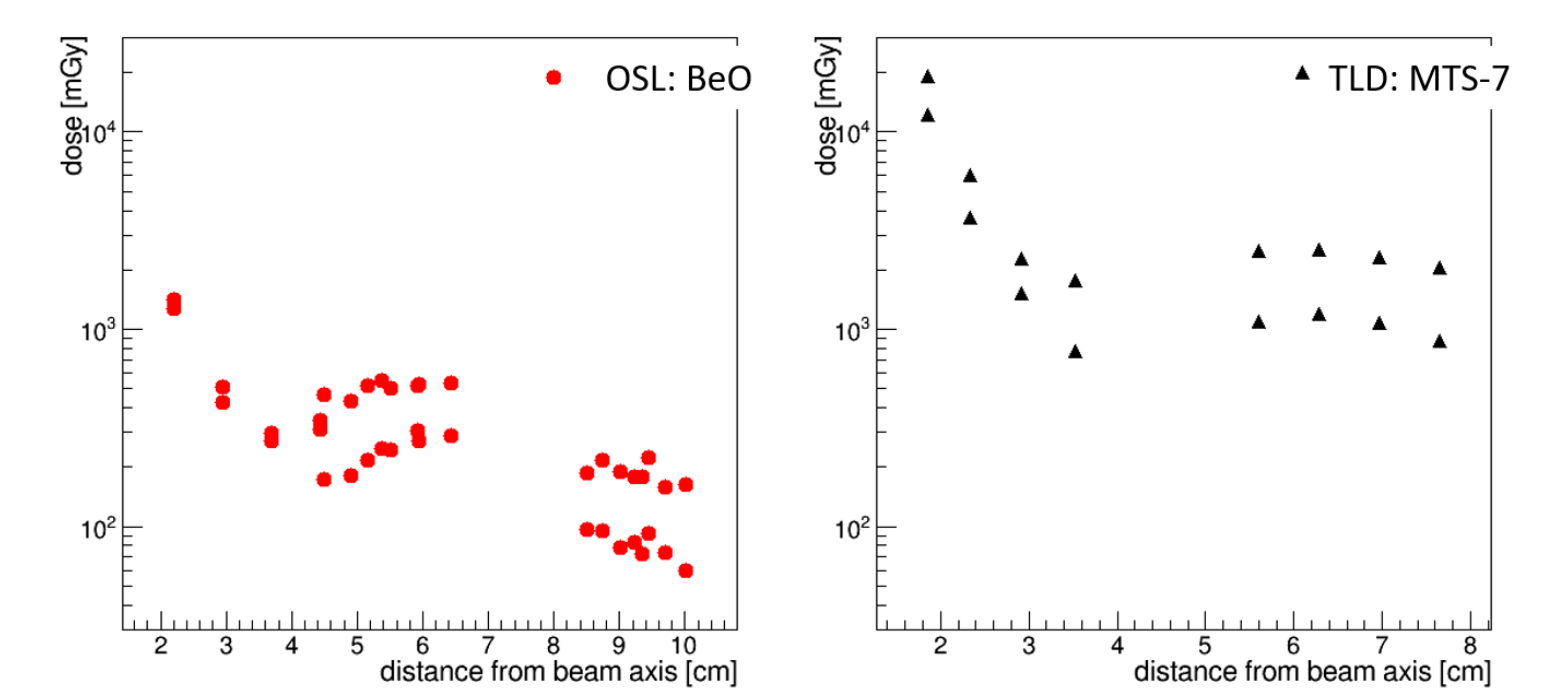 dose [mGy]
OSL: BeO
10⁴
10³
10²
2 3 4 5 6 7 8 9 10
distance from beam axis [cm]
dose [mGy]
TLD: MTS-7
10⁴
10³
10²
2 3 4 5 6 7 8
distance from beam axis [cm]